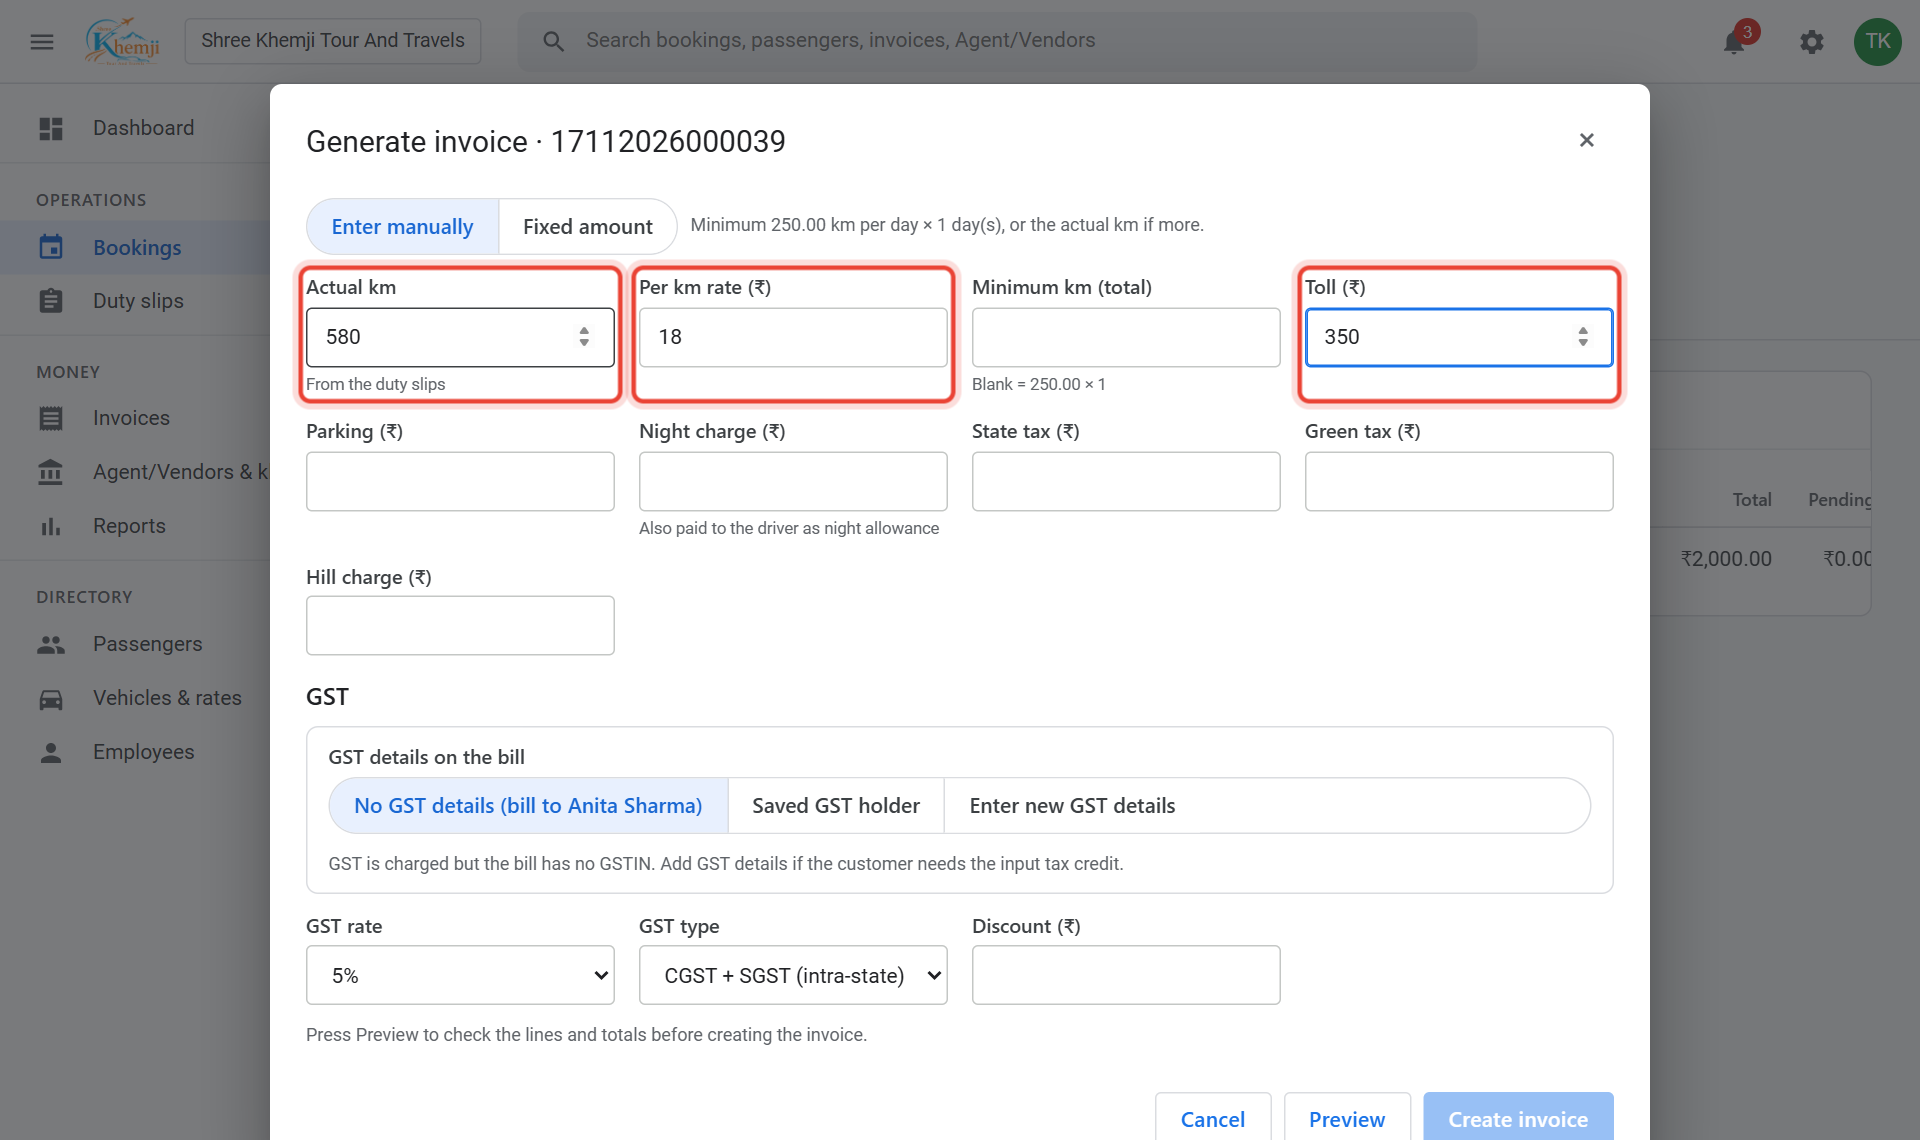 Khemji
Shree Khemji Tour And Travels
Search bookings, passengers, invoices, Agent/Vendors
3
TK
Dashboard
OPERATIONS
Bookings
Duty slips
MONEY
Invoices
Agent/Vendors & k
Reports
DIRECTORY
Passengers
Vehicles & rates
Employees
Generate invoice · 17112026000039
×
Enter manually
Fixed amount
Minimum 250.00 km per day × 1 day(s), or the actual km if more.
Actual km
Per km rate (₹)
Minimum km (total)
Toll (₹)
580
18
350
From the duty slips
Blank = 250.00 × 1
Parking (₹)
Night charge (₹)
State tax (₹)
Green tax (₹)
Also paid to the driver as night allowance
Hill charge (₹)
GST
GST details on the bill
No GST details (bill to Anita Sharma)
Saved GST holder
Enter new GST details
GST is charged but the bill has no GSTIN. Add GST details if the customer needs the input tax credit.
GST rate
GST type
Discount (₹)
5%
CGST + SGST (intra-state)
Press Preview to check the lines and totals before creating the invoice.
Cancel
Preview
Create invoice
Total
Pending
₹2,000.00
₹0.00